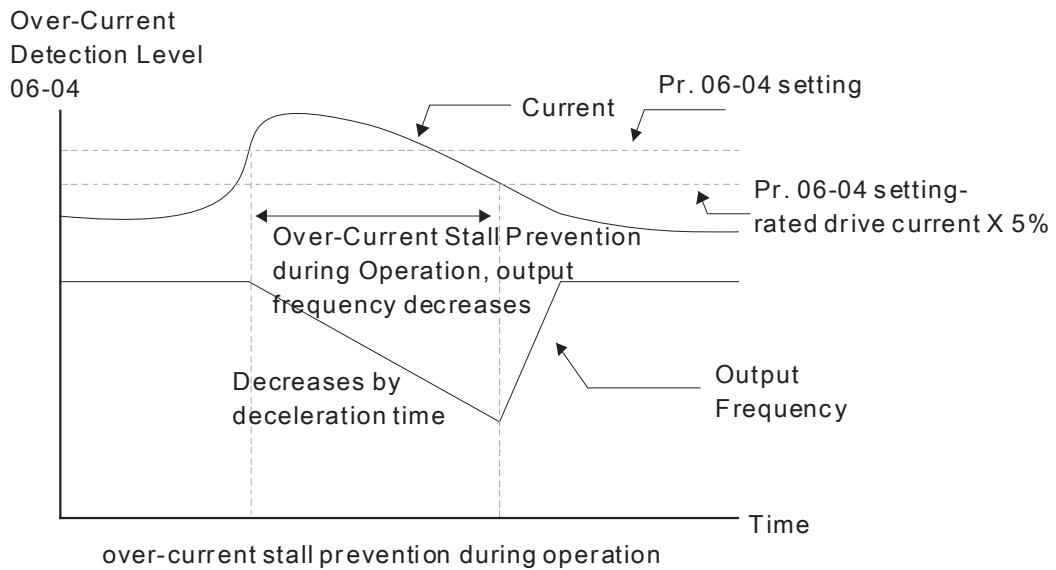 Over-Current
Detection Level
06-04
Pr. 06-04 setting
Current
Pr. 06-04 setting-
rated drive current X 5%
Over-Current Stall Prevention
during Operation, output
frequency decreases
Decreases by
deceleration time
Output
Frequency
Time
over-current stall prevention during operation